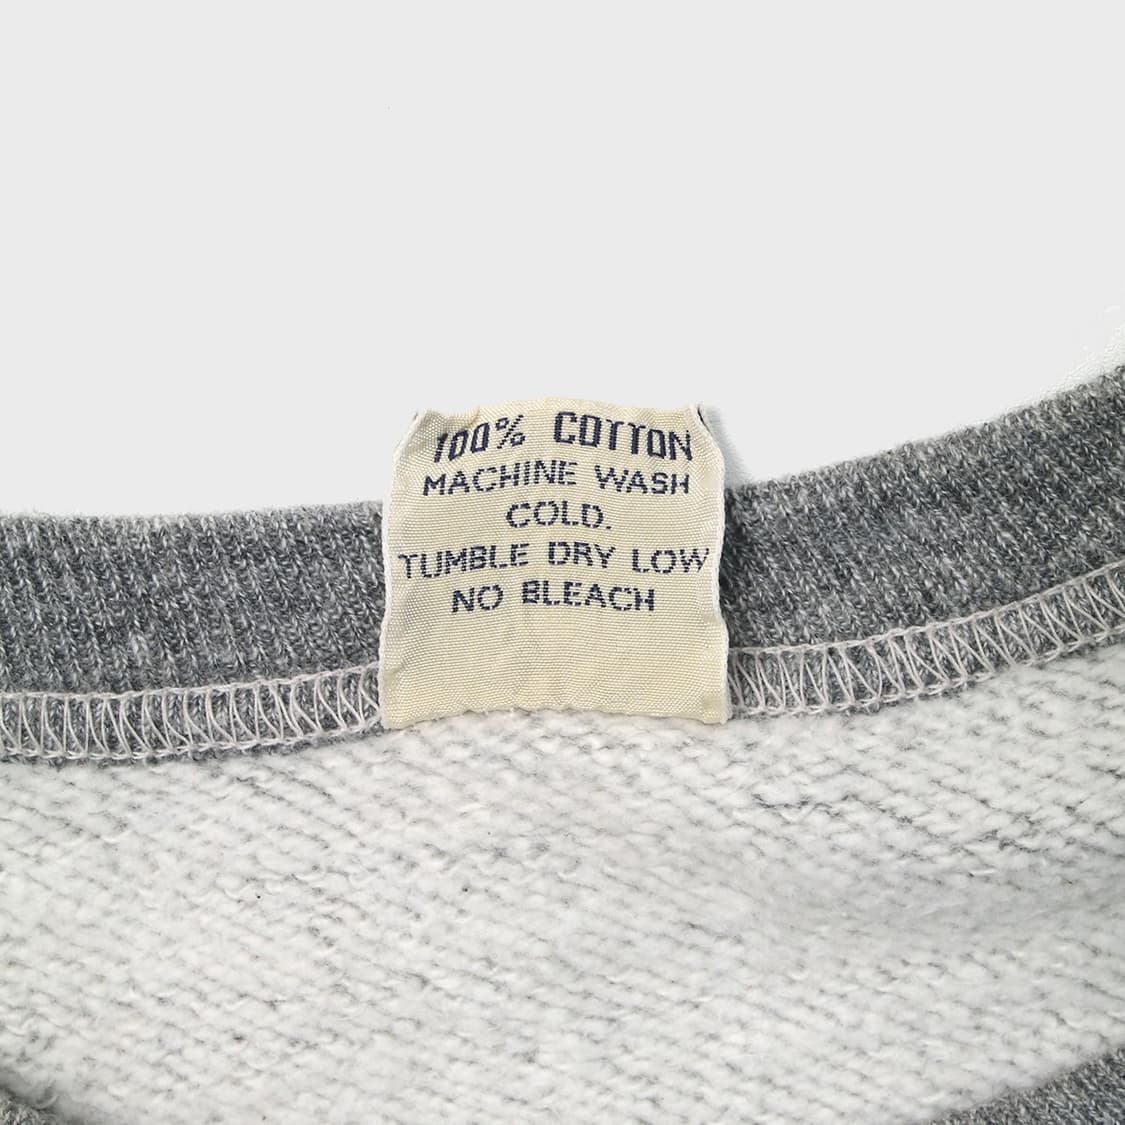 100% COTTON
MACHINE WASH
COLD.
TUMBLE DRY LOW
NO BLEACH